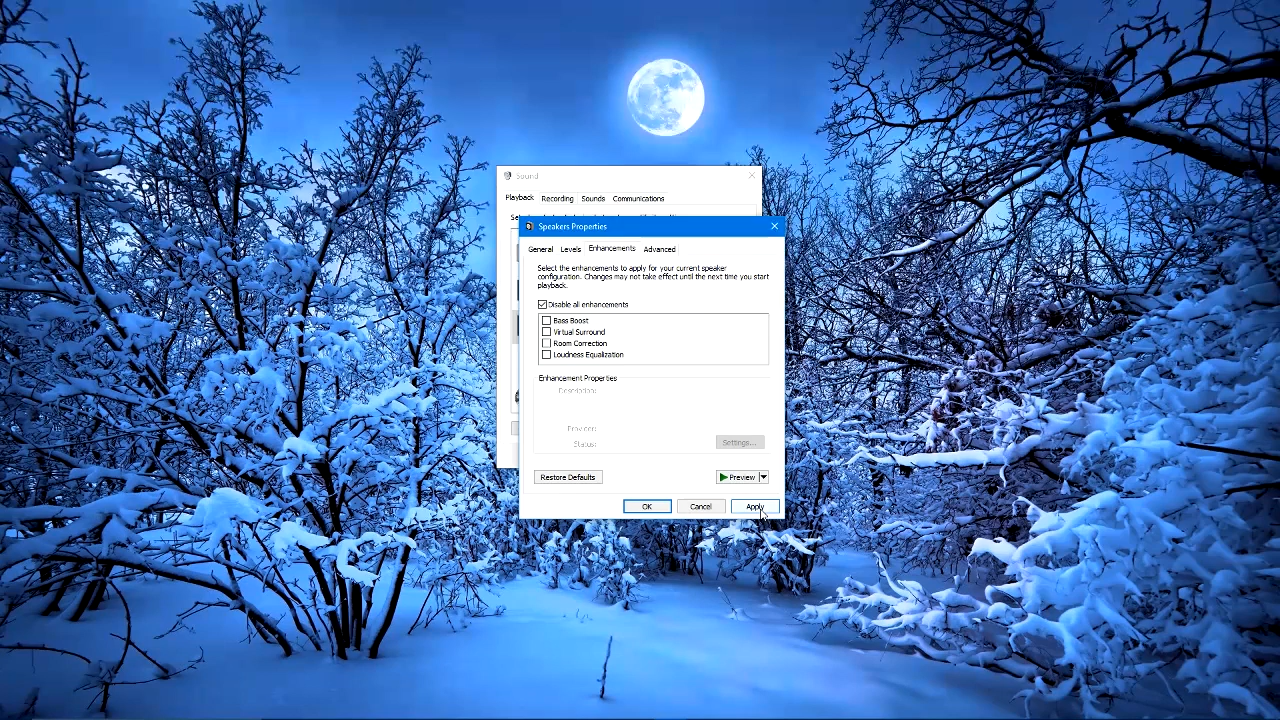 Sound
Playback Recording Sounds Communications
Speakers Properties
General Levels Enhancements Advanced
Select the enhancements to apply for your current speaker
configuration. Changes may not take effect until the next time you start
playback.
Disable all enhancements
Bass Boost
Virtual Surround
Room Correction
Loudness Equalization
Enhancement Properties
Description:
Provider:
Status:
Settings...
Restore Defaults
Preview
OK Cancel Apply